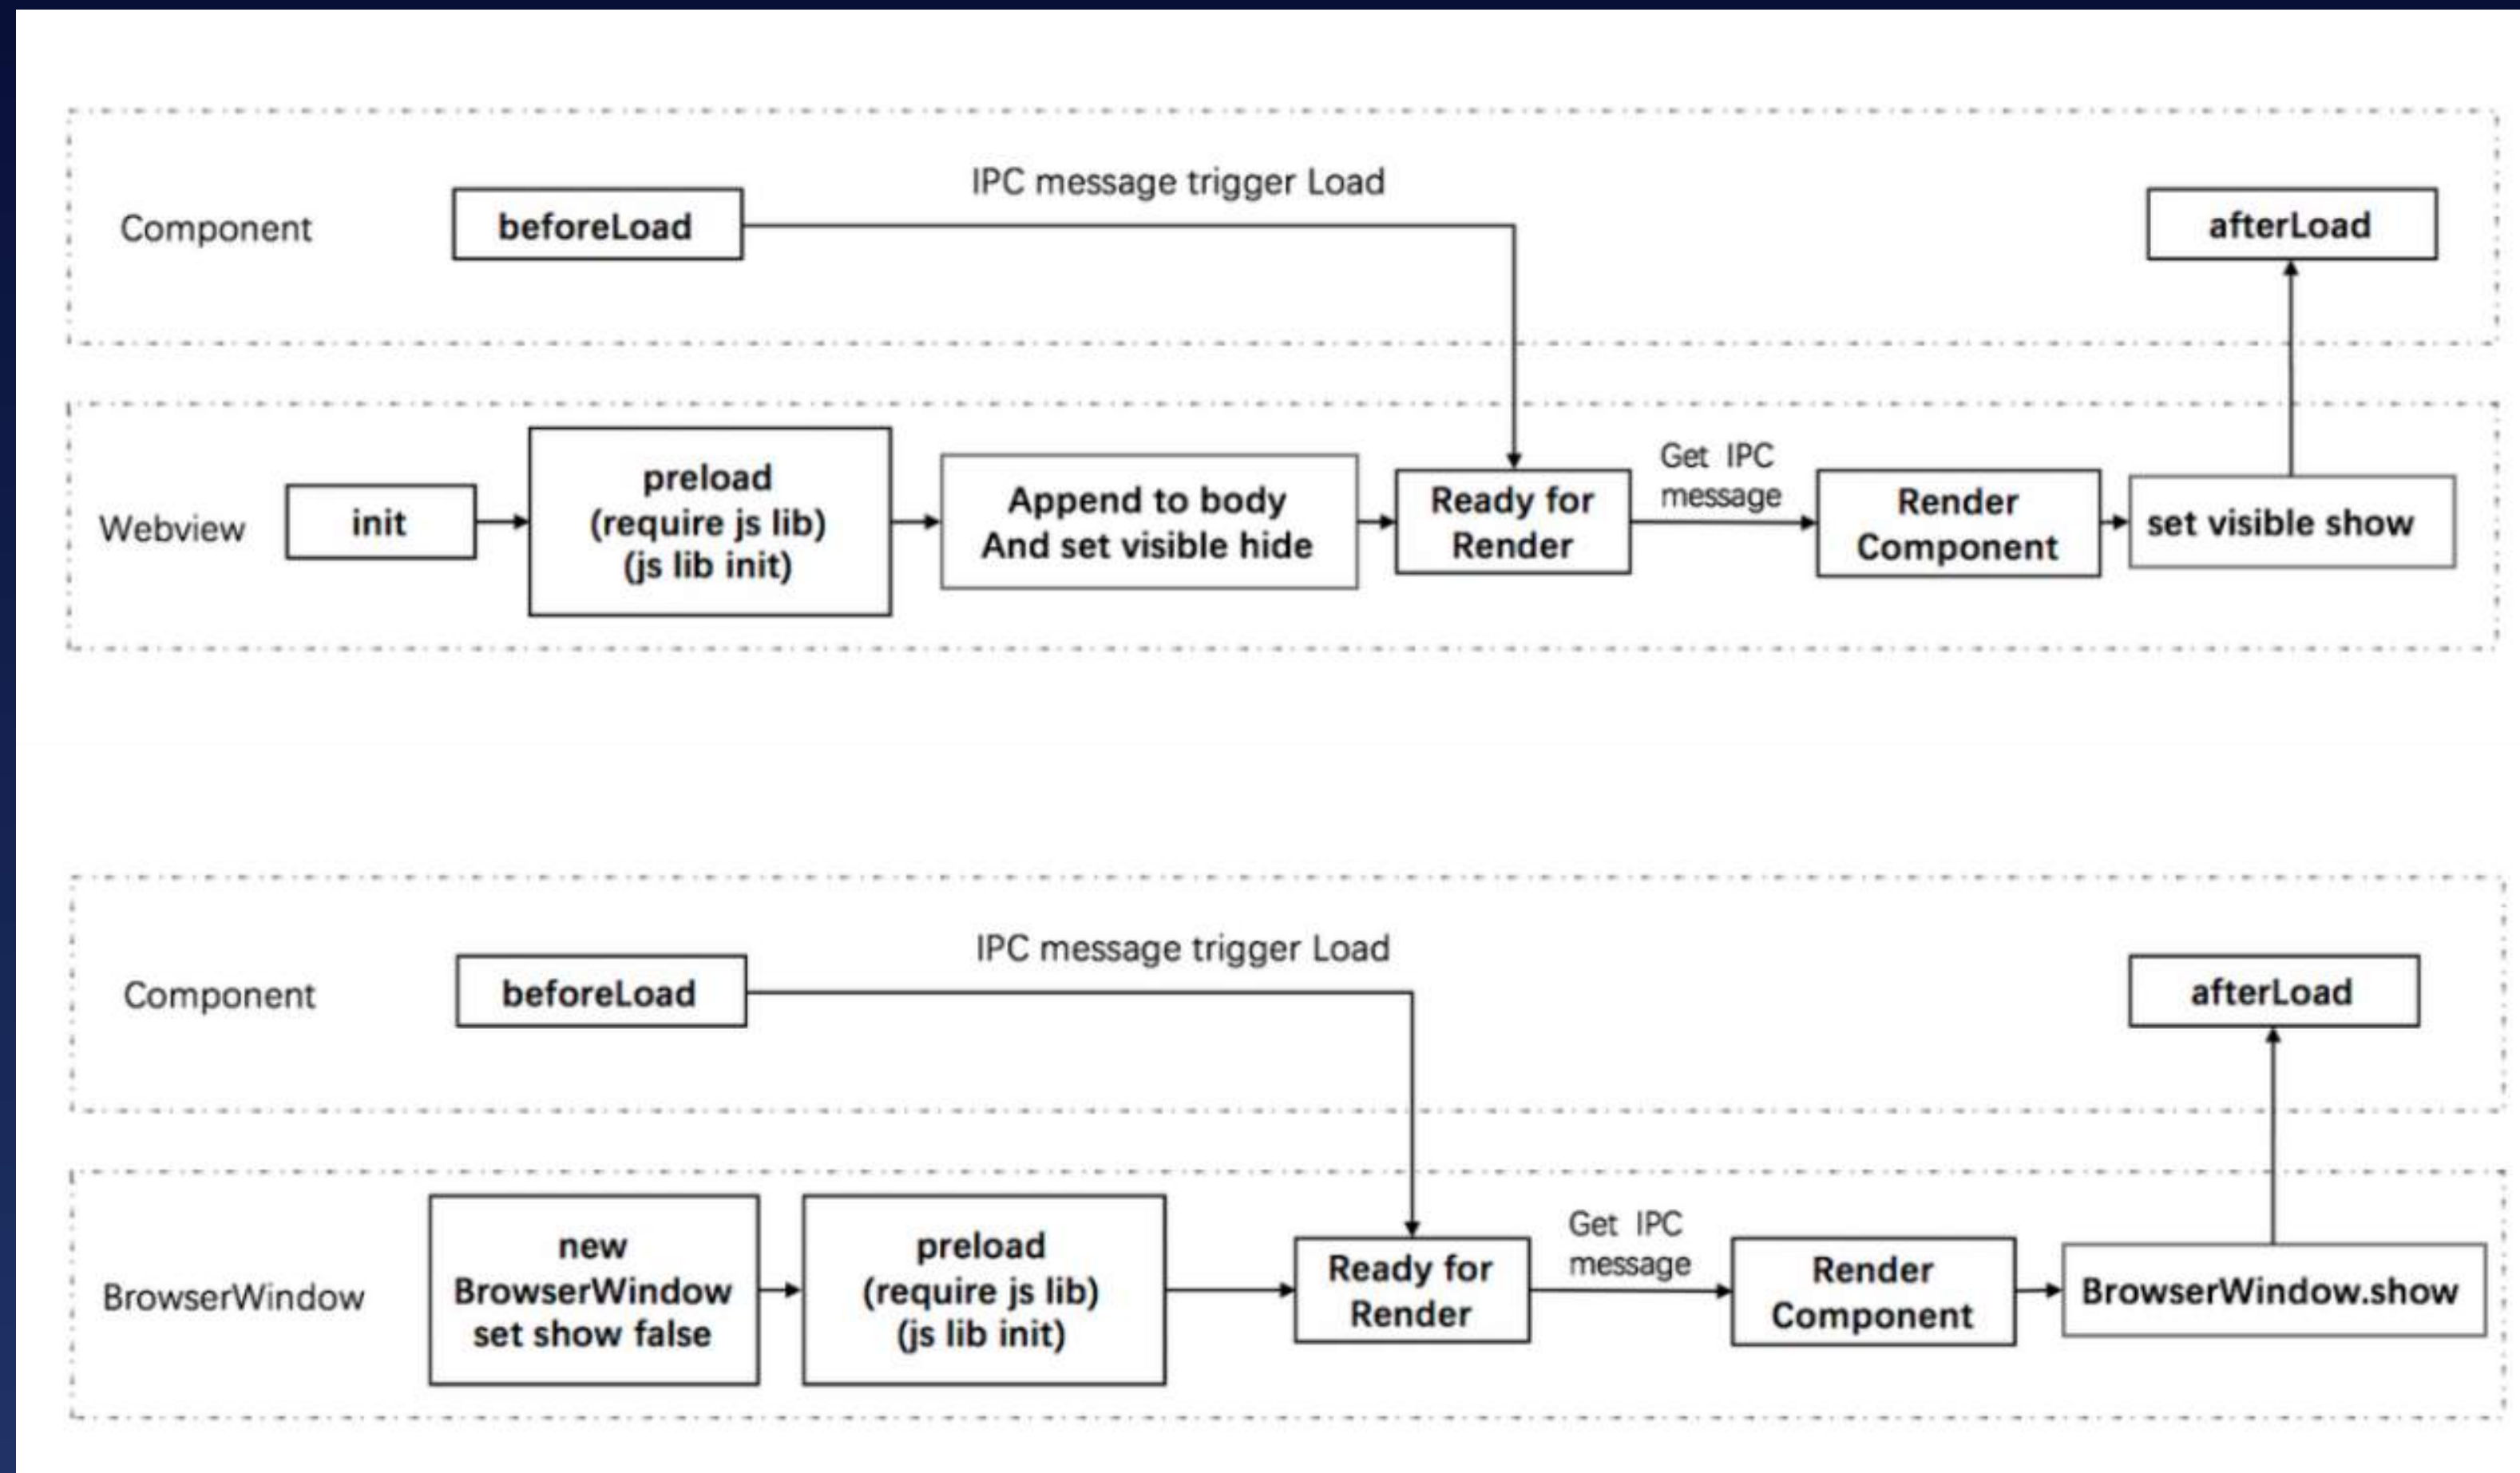 IPC message trigger Load
Component
beforeLoad
afterLoad
Webview
init
preload
(require js lib)
(js lib init)
Append to body
And set visible hide
Ready for
Render
Get IPC
message
Render
Component
set visible show
IPC message trigger Load
Component
beforeLoad
afterLoad
BrowserWindow
new
BrowserWindow
set show false
preload
(require js lib)
(js lib init)
Ready for
Render
Get IPC
message
Render
Component
BrowserWindow.show